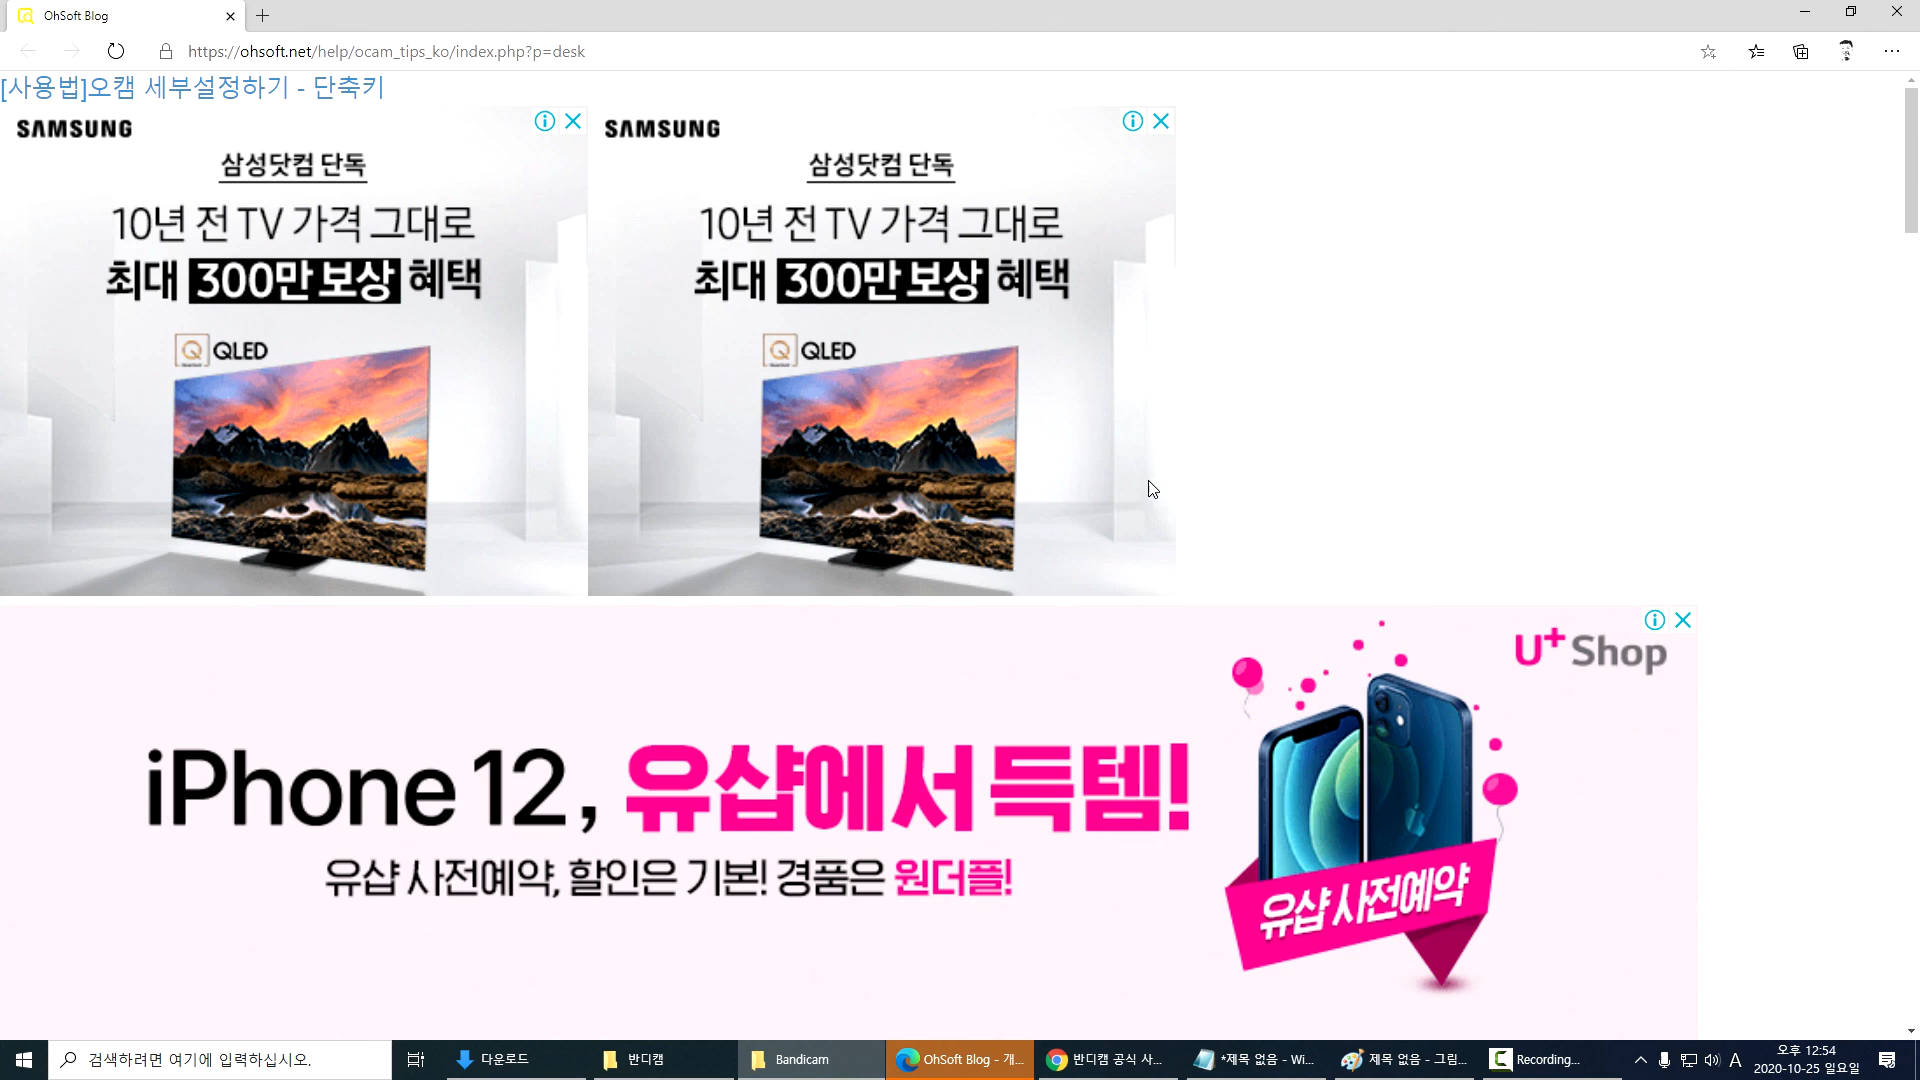 OhSoft Blog
https://ohsoft.net/help/ocam_tips_ko/index.php?p=desk
[사용법]오캠 세부설정하기 - 단축키
SAMSUNG
삼성닷컴 단독
10년 전 TV 가격 그대로
최대 300만 보상 혜택
QLED
SAMSUNG
삼성닷컴 단독
10년 전 TV 가격 그대로
최대 300만 보상 혜택
QLED
U+ Shop
iPhone 12, 유샵에서 득템!
유샵 사전예약, 할인은 기본! 경품은 원더플!
유샵 사전예약
검색하려면 여기에 입력하십시오.
다운로드
반디캠
Bandicam
OhSoft Blog - 개...
반디캠 공식 사...
*제목 없음 - Wi...
제목 없음 - 그림...
Recording...
A
오후 12:54
2020-10-25 일요일